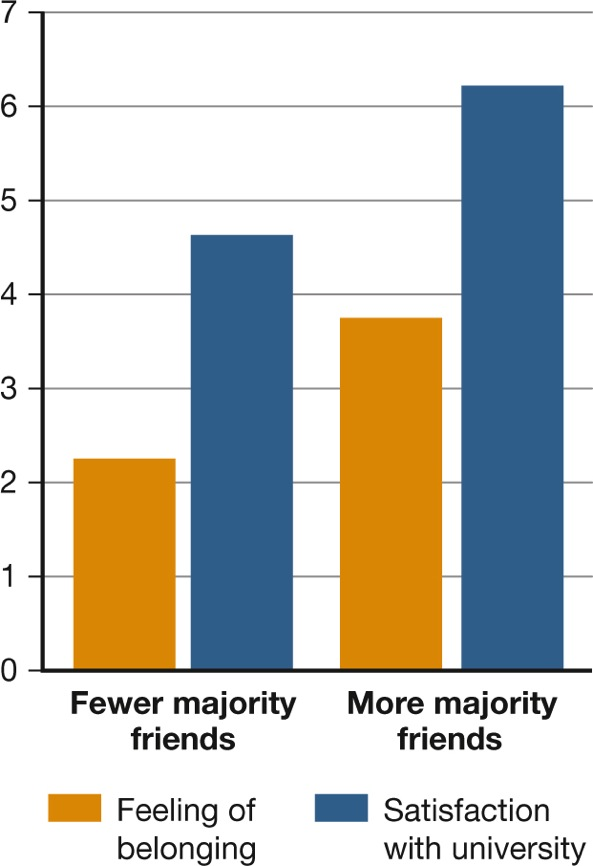 7
6
5
4
3
2
1
0
Fewer majority
friends
More majority
friends
Feeling of
belonging
Satisfaction
with university